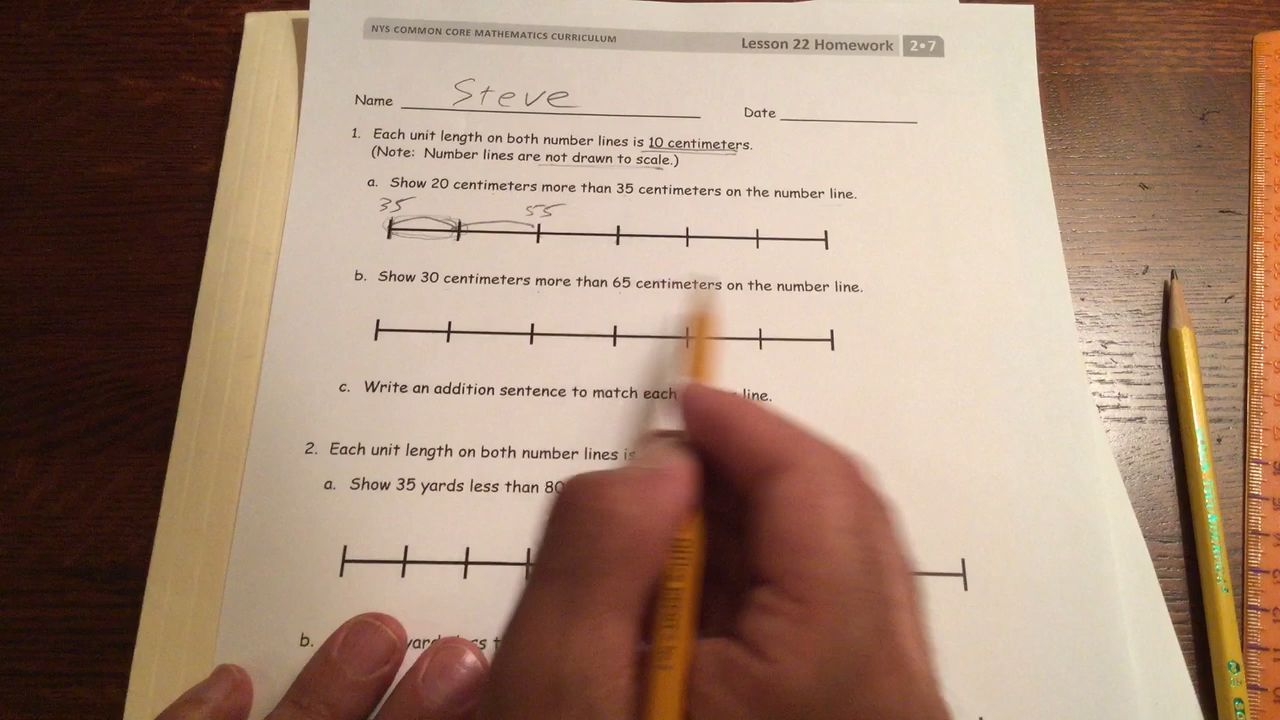 NYS COMMON CORE MATHEMATICS CURRICULUM Lesson 22 Homework 2•7
Name Steve Date
1. Each unit length on both number lines is 10 centimeters.
(Note: Number lines are not drawn to scale.)
a. Show 20 centimeters more than 35 centimeters on the number line.
35 55
b. Show 30 centimeters more than 65 centimeters on the number line.
c. Write an addition sentence to match each line.
2. Each unit length on both number lines is
a. Show 35 yards less than 80
b.